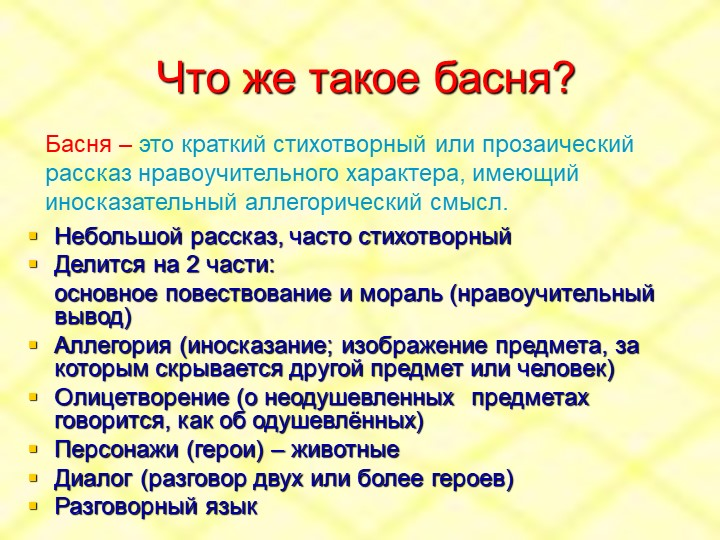 Что же такое басня?
Басня – это краткий стихотворный или прозаический
рассказ нравоучительного характера, имеющий
иносказательный аллегорический смысл.
▪ Небольшой рассказ, часто стихотворный
▪ Делится на 2 части:
основное повествование и мораль (нравоучительный
вывод)
▪ Аллегория (иносказание; изображение предмета, за
которым скрывается другой предмет или человек)
▪ Олицетворение (о неодушевленных предметах
говорится, как об одушевлённых)
▪ Персонажи (герои) – животные
▪ Диалог (разговор двух или более героев)
▪ Разговорный язык